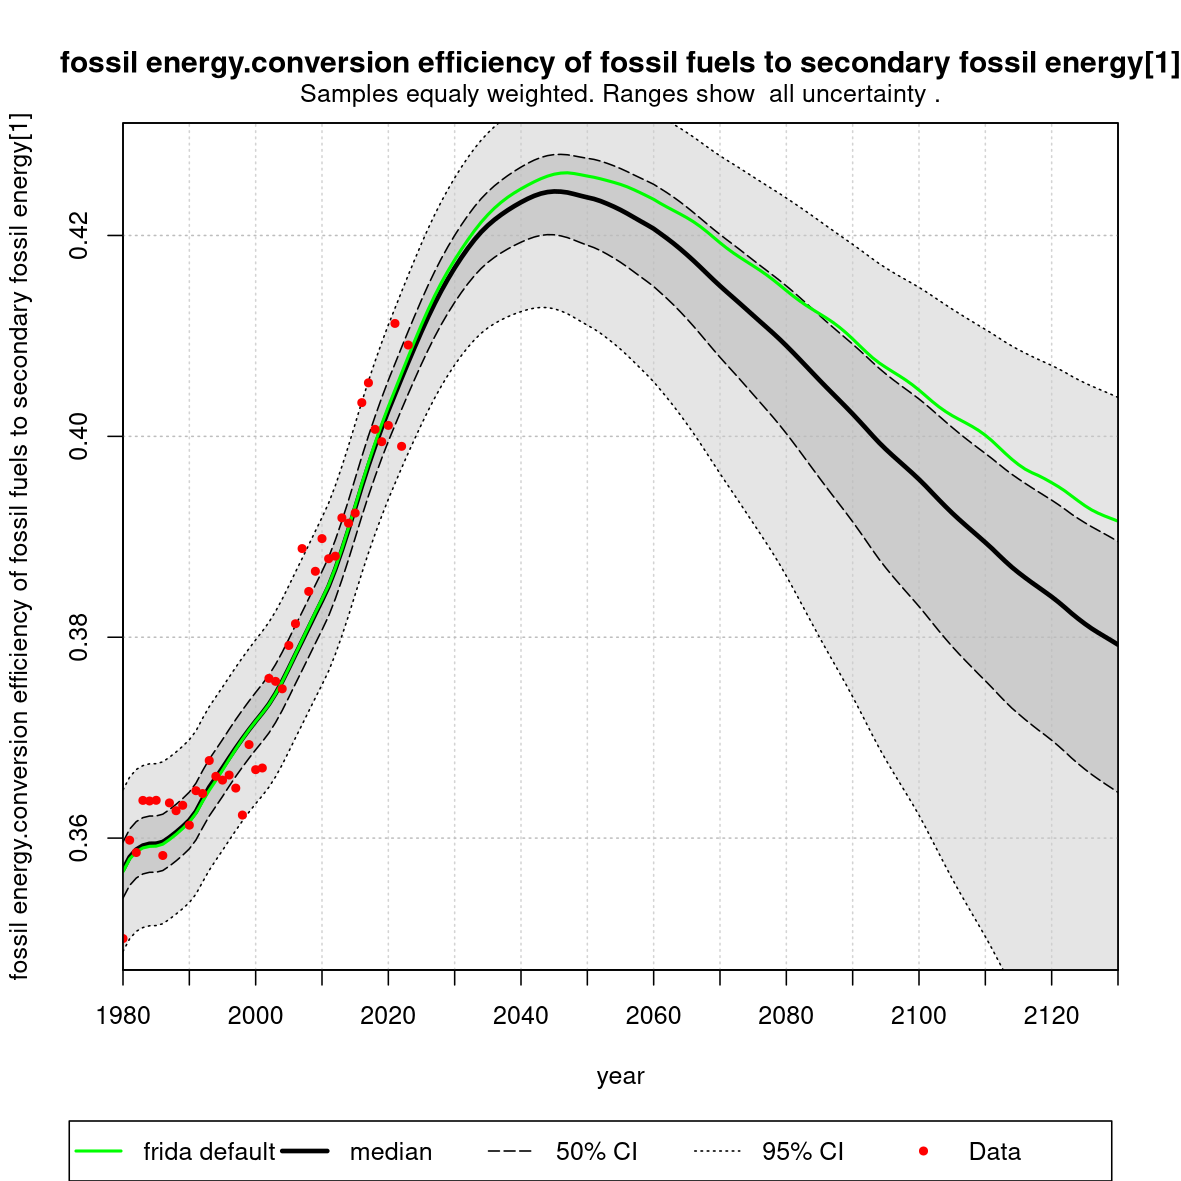 fossil energy.conversion efficiency of fossil fuels to secondary fossil energy[1]
Samples equaly weighted. Ranges show  all uncertainty .
fossil energy.conversion efficiency of fossil fuels to secondary fossil energy[1]
0.42
0.40
0.38
0.36
1980 2000 2020 2040 2060 2080 2100 2120
year
frida default median 50% CI 95% CI Data